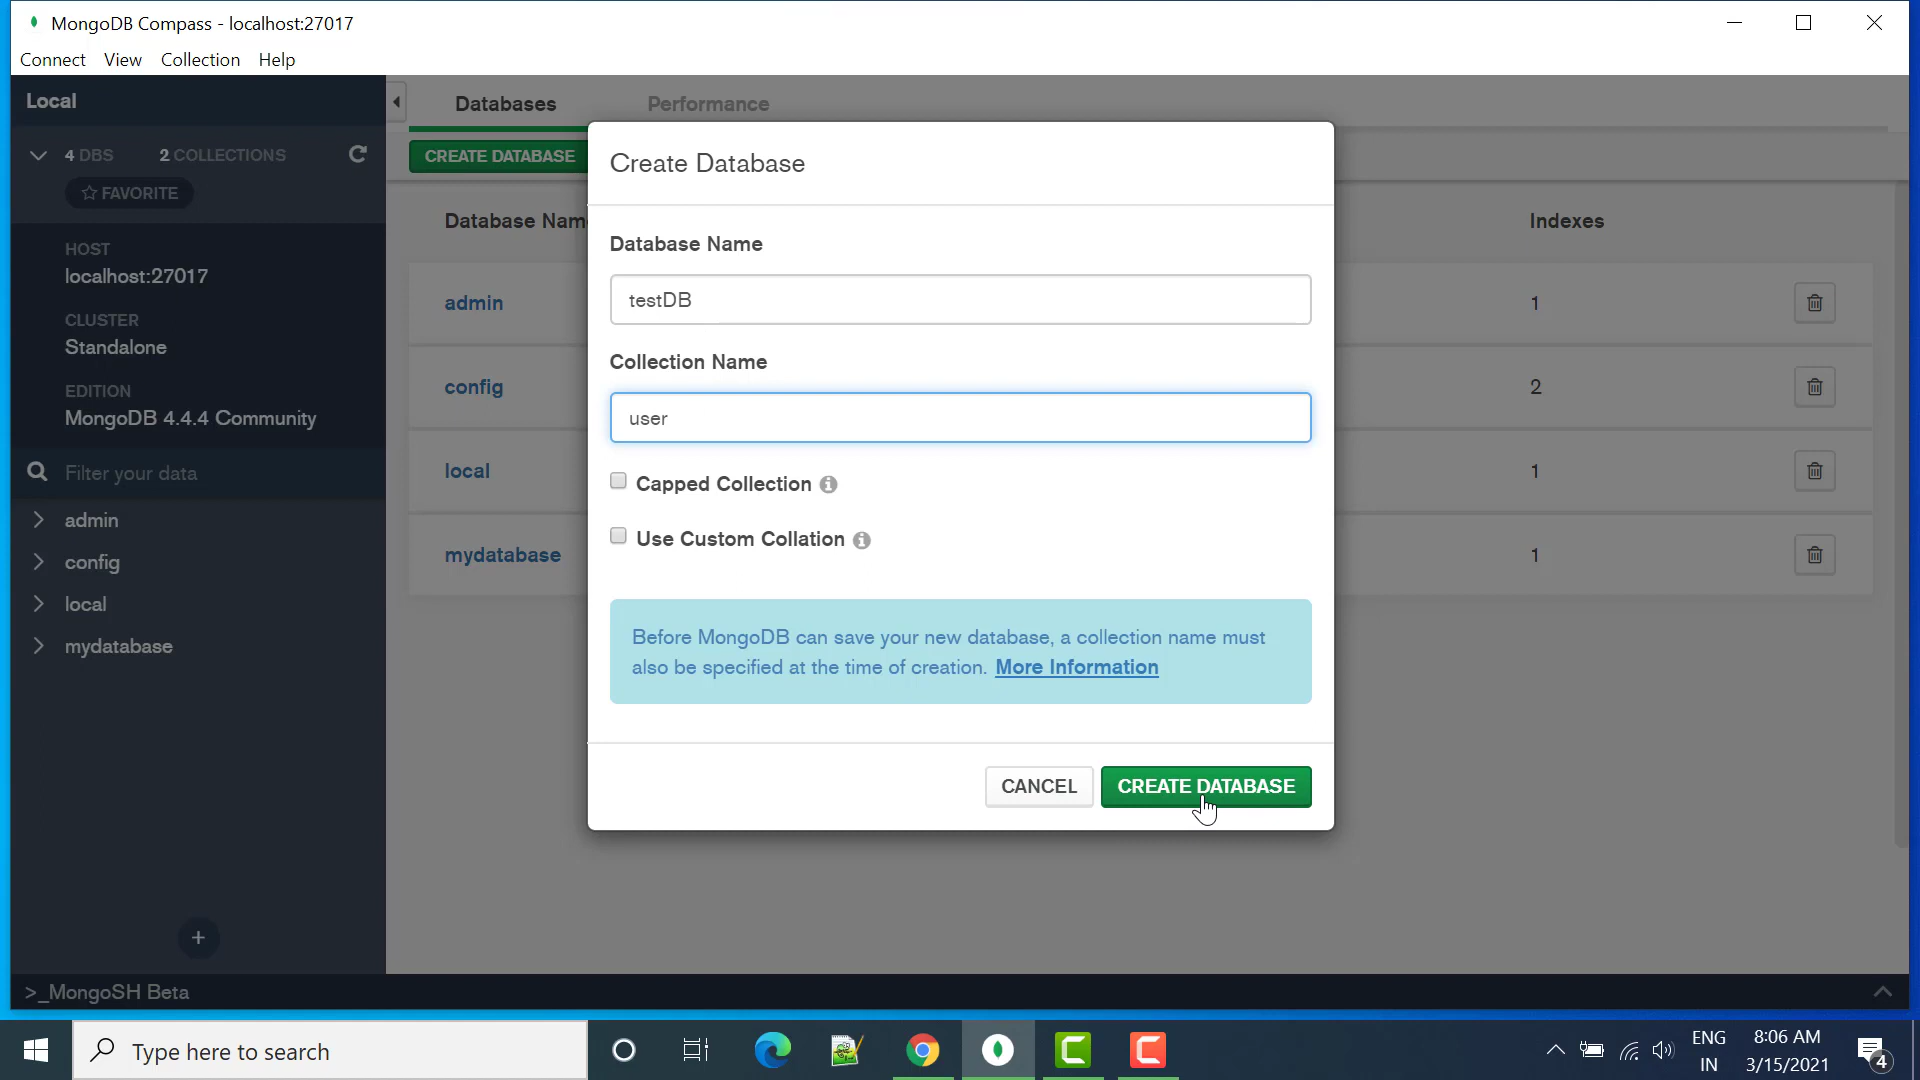 MongoDB Compass - localhost:27017
Connect View Collection Help
Local
4 DBS 2 COLLECTIONS
FAVORITE
HOST
localhost:27017
CLUSTER
Standalone
EDITION
MongoDB 4.4.4 Community
Filter your data
admin
config
local
mydatabase
>_MongoSH Beta
Databases Performance
CREATE DATABASE
Database Nam Indexes
admin 1
config 2
local 1
mydatabase 1
Create Database
Database Name
testDB
Collection Name
user
Capped Collection
Use Custom Collation
Before MongoDB can save your new database, a collection name must
also be specified at the time of creation. More Information
CANCEL CREATE DATABASE
Type here to search
ENG
IN
8:06 AM
3/15/2021
4